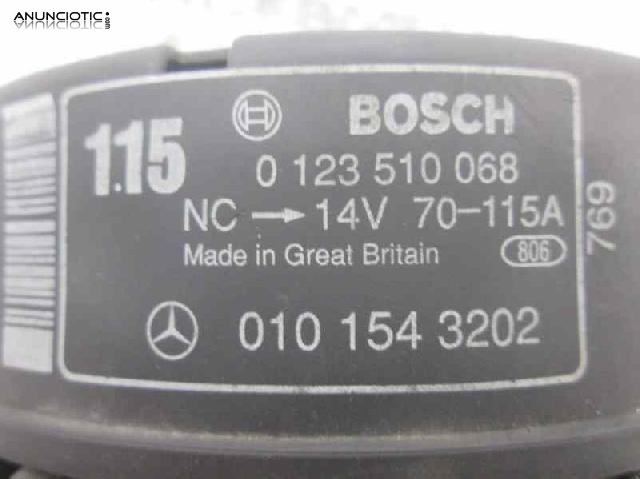 ANUNCIOTIC
.com
1.15
BOSCH
0 123 510 068
NC → 14V 70-115A
Made in Great Britain
806
769
010 154 3202